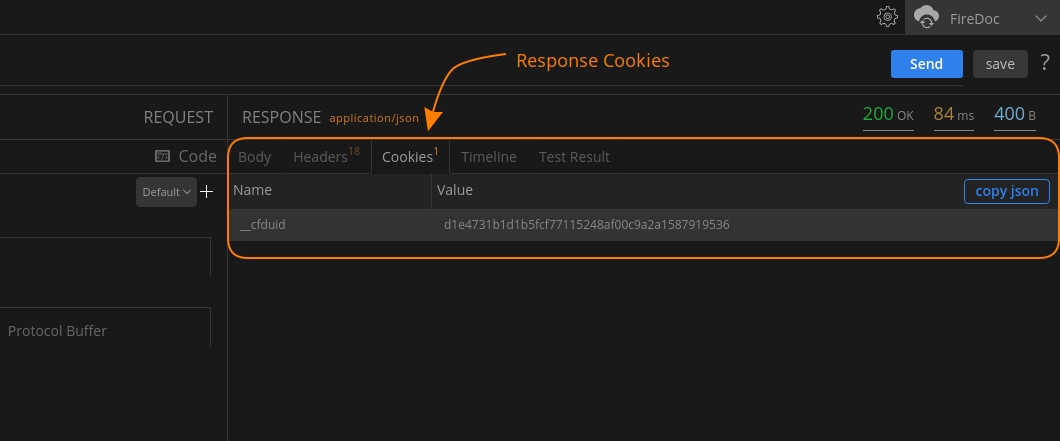 FireDoc
Response Cookies
Send
save
?
REQUEST
RESPONSE application/json
200 OK
84 ms
400 B
Code
Body
Headers 18
Cookies 1
Timeline
Test Result
Default
+
Name
Value
copy json
__cfduid
d1e4731b1d1b5fcf77115248af00c9a2a1587919536
Protocol Buffer